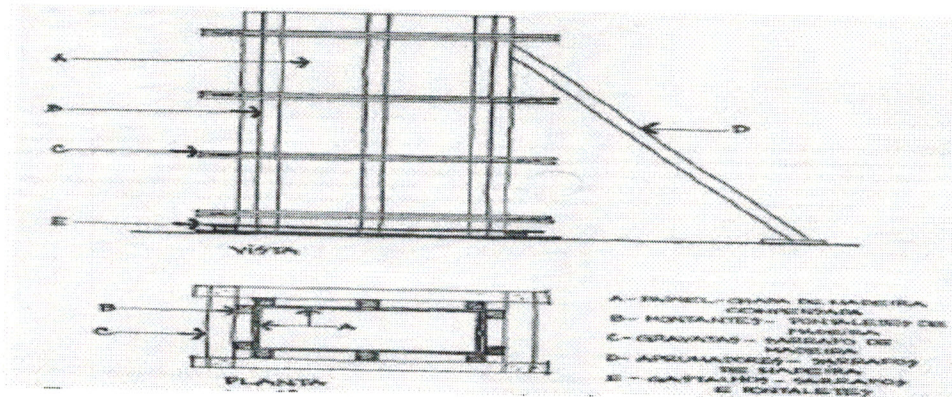 A
B
C
E
D
VISTA
B
C
A
PLANTA
A - PAINEL - CHAPA DE MADEIRA
COMPENSADA
B - MONTANTES - PONTALETES DE
MADEIRA
C - GRAVATAS - SARRAFO DE
MADEIRA
D - APRUMADORES - SARRAFOS
DE MADEIRA
E - GASTALHOS - SARRAFOS
E PONTALETES